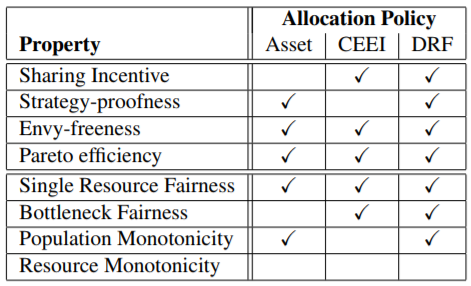 Allocation Policy
Property Asset CEEI DRF
Sharing Incentive ✓ ✓
Strategy-proofness ✓ ✓
Envy-freeness ✓ ✓ ✓
Pareto efficiency ✓ ✓ ✓
Single Resource Fairness ✓ ✓ ✓
Bottleneck Fairness ✓ ✓
Population Monotonicity ✓ ✓
Resource Monotonicity